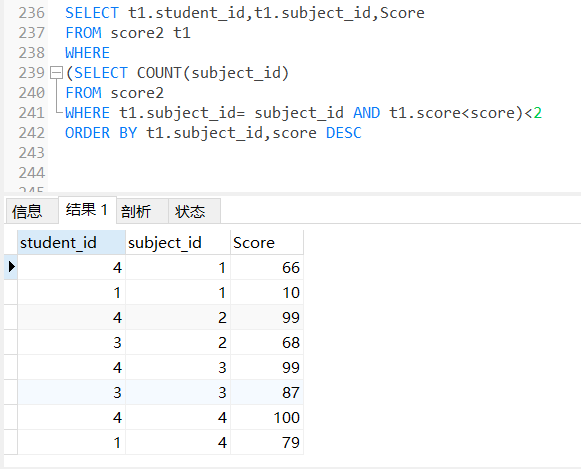 236 SELECT t1.student_id,t1.subject_id,Score
237 FROM score2 t1
238 WHERE
239 (SELECT COUNT(subject_id)
240 FROM score2
241 WHERE t1.subject_id= subject_id AND t1.score<score)<2
242 ORDER BY t1.subject_id,score DESC
243
244
245
信息 结果 1 剖析 状态
student_id subject_id Score
4 1 66
1 1 10
4 2 99
3 2 68
4 3 99
3 3 87
4 4 100
1 4 79